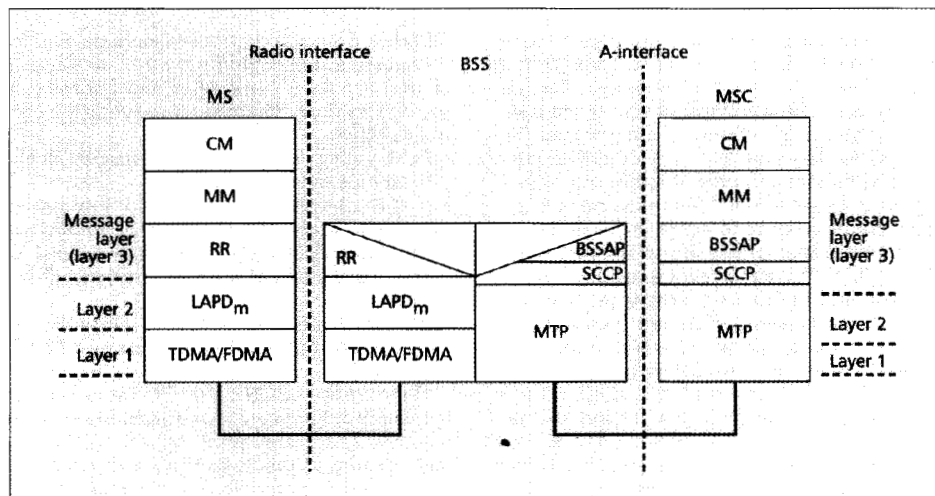 Radio interface
BSS
A-interface
MS
MSC
CM
CM
MM
MM
Message
layer
(layer 3)
RR
RR
BSSAP
SCCP
BSSAP
SCCP
Message
layer
(layer 3)
Layer 2
LAPDm
LAPDm
MTP
MTP
Layer 2
Layer 1
TDMA/FDMA
TDMA/FDMA
Layer 1